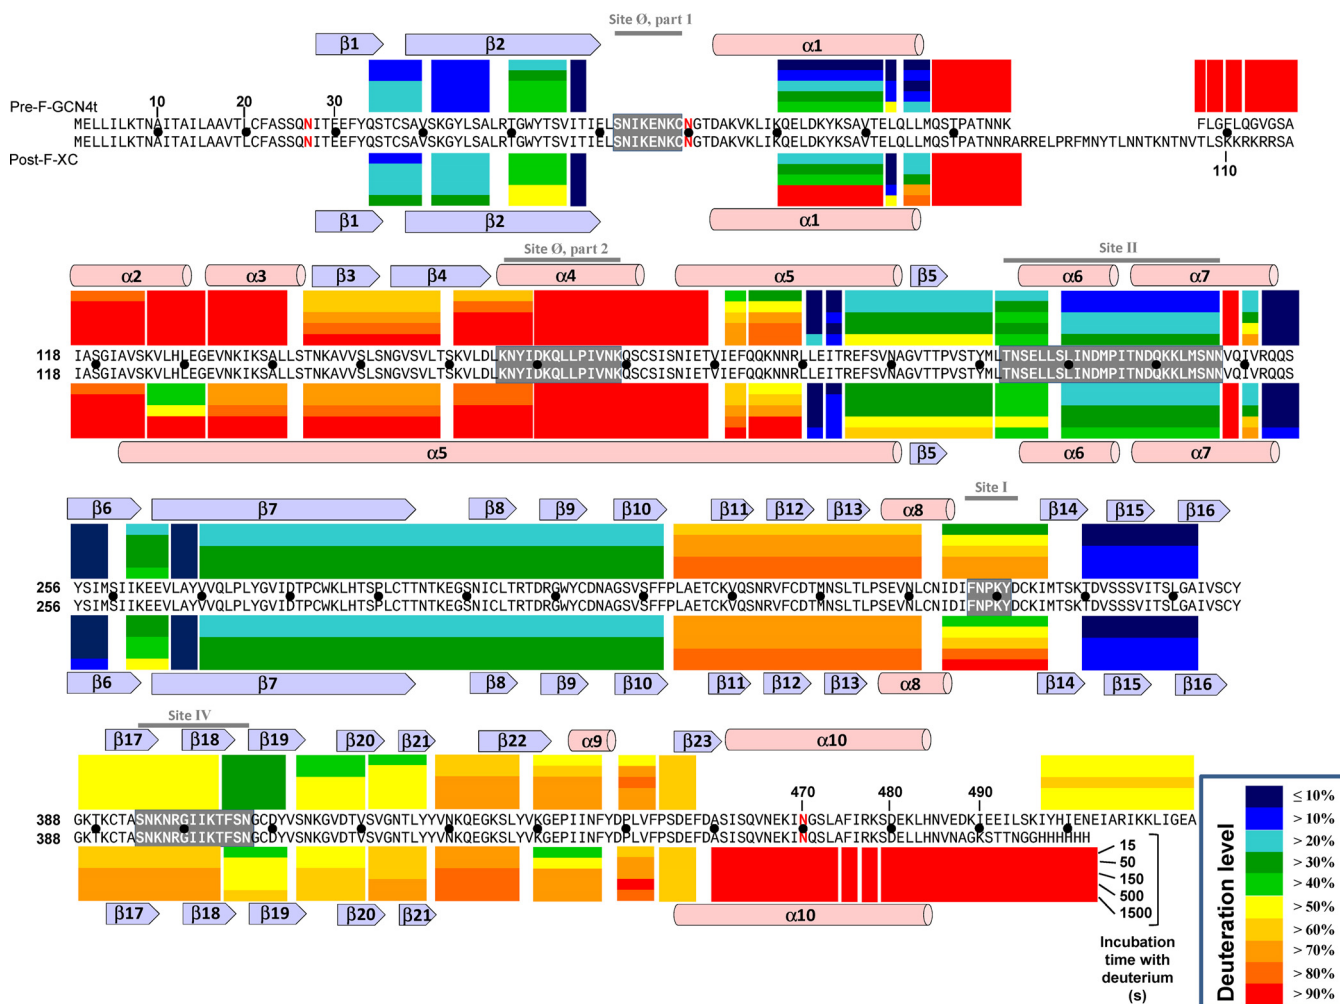 Site Ø, part 1
β1 β2 α1
10 20 30
Pre-F-GCN4t
MELLILKTNAITAILAAVTLCFASSQNITEEFYQSTCSAVSKGYLSALRTGWYTSVITIELSNIKENKCNGTDAKVKLIKQELDKYKSAVTELQLLMQSTPATNNK FLGFLQGVGSA
MELLILKTNAITAILAAVTLCFASSQNITEEFYQSTCSAVSKGYLSALRTGWYTSVITIELSNIKENKCNGTDAKVKLIKQELDKYKSAVTELQLLMQSTPATNNRARRELPRFMNYTLNNTKNTNVTLSKKRKRRSA
Post-F-XC
110
β1 β2 α1
Site Ø, part 2 Site II
α2 α3 β3 β4 α4 α5 β5 α6 α7
118 IASGIAVSKVLHLEGEVNKIKSALLSTNKAVVSLSNGVSVLTSKVLDLKNYIDKQLLPIVNKQSCSISNIETVIEFQQKNNRLLEITREFSVNAGVTTPVSTYMLTNSELLSLINDMPITNDQKKLMSNNVQIVRQQS
118 IASGIAVSKVLHLEGEVNKIKSALLSTNKAVVSLSNGVSVLTSKVLDLKNYIDKQLLPIVNKQSCSISNIETVIEFQQKNNRLLEITREFSVNAGVTTPVSTYMLTNSELLSLINDMPITNDQKKLMSNNVQIVRQQS
α5 β5 α6 α7
Site I
β6 β7 β8 β9 β10 β11 β12 β13 α8 β14 β15 β16
256 YSIMSIIKEEVLAYVVQLPLYGVIDTPCWKLHTSPLCTTNTKEGSNICLTRTDRGWYCDNAGSVSFFPLAETCKVQSNRVFCDTMNSLTLPSEVNLCNIDIFNPKYDCKIMTSKTDVSSSVITSLGAIVSCY
256 YSIMSIIKEEVLAYVVQLPLYGVIDTPCWKLHTSPLCTTNTKEGSNICLTRTDRGWYCDNAGSVSFFPLAETCKVQSNRVFCDTMNSLTLPSEVNLCNIDIFNPKYDCKIMTSKTDVSSSVITSLGAIVSCY
β6 β7 β8 β9 β10 β11 β12 β13 α8 β14 β15 β16
Site IV
β17 β18 β19 β20 β21 β22 α9 β23 α10
470 480 490
388 GKTKCTASNKNRGIIKTFSNGCDYVSNKGVDTVSVGNTLYYVNKQEGKSLYVKGEPIINFYDPLVFPSDEFDASISQVNEKINGSLAFIRKSDEKLHNVEDKIEEILSKIYHIENEIARIKKLIGEA
388 GKTKCTASNKNRGIIKTFSNGCDYVSNKGVDTVSVGNTLYYVNKQEGKSLYVKGEPIINFYDPLVFPSDEFDASISQVNEKINQSLAFIRKSDELLHNVNAGKSTTNGGHHHHHH
β17 β18 β19 β20 β21 α10
15
50
150
500
1500
Incubation
time with
deuterium
(s)
Deuteration level
≤ 10%
> 10%
> 20%
> 30%
> 40%
> 50%
> 60%
> 70%
> 80%
> 90%